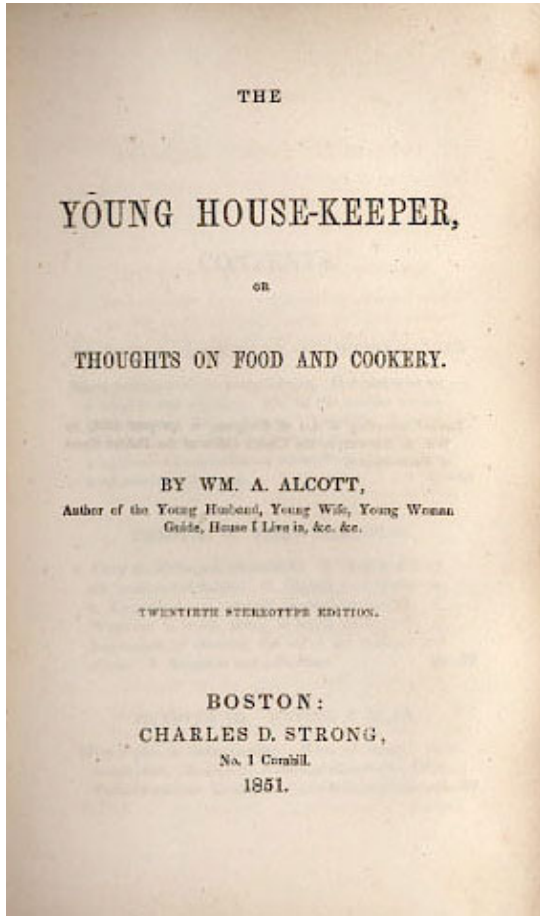 THE
YOUNG HOUSE-KEEPER,
OR
THOUGHTS ON FOOD AND COOKERY.
BY WM. A. ALCOTT,
Author of the Young Husband, Young Wife, Young Woman
Guide, House I Live in, &c. &c.
TWENTIETH STEREOTYPE EDITION.
BOSTON:
CHARLES D. STRONG,
No. 1 Cornhill.
1851.